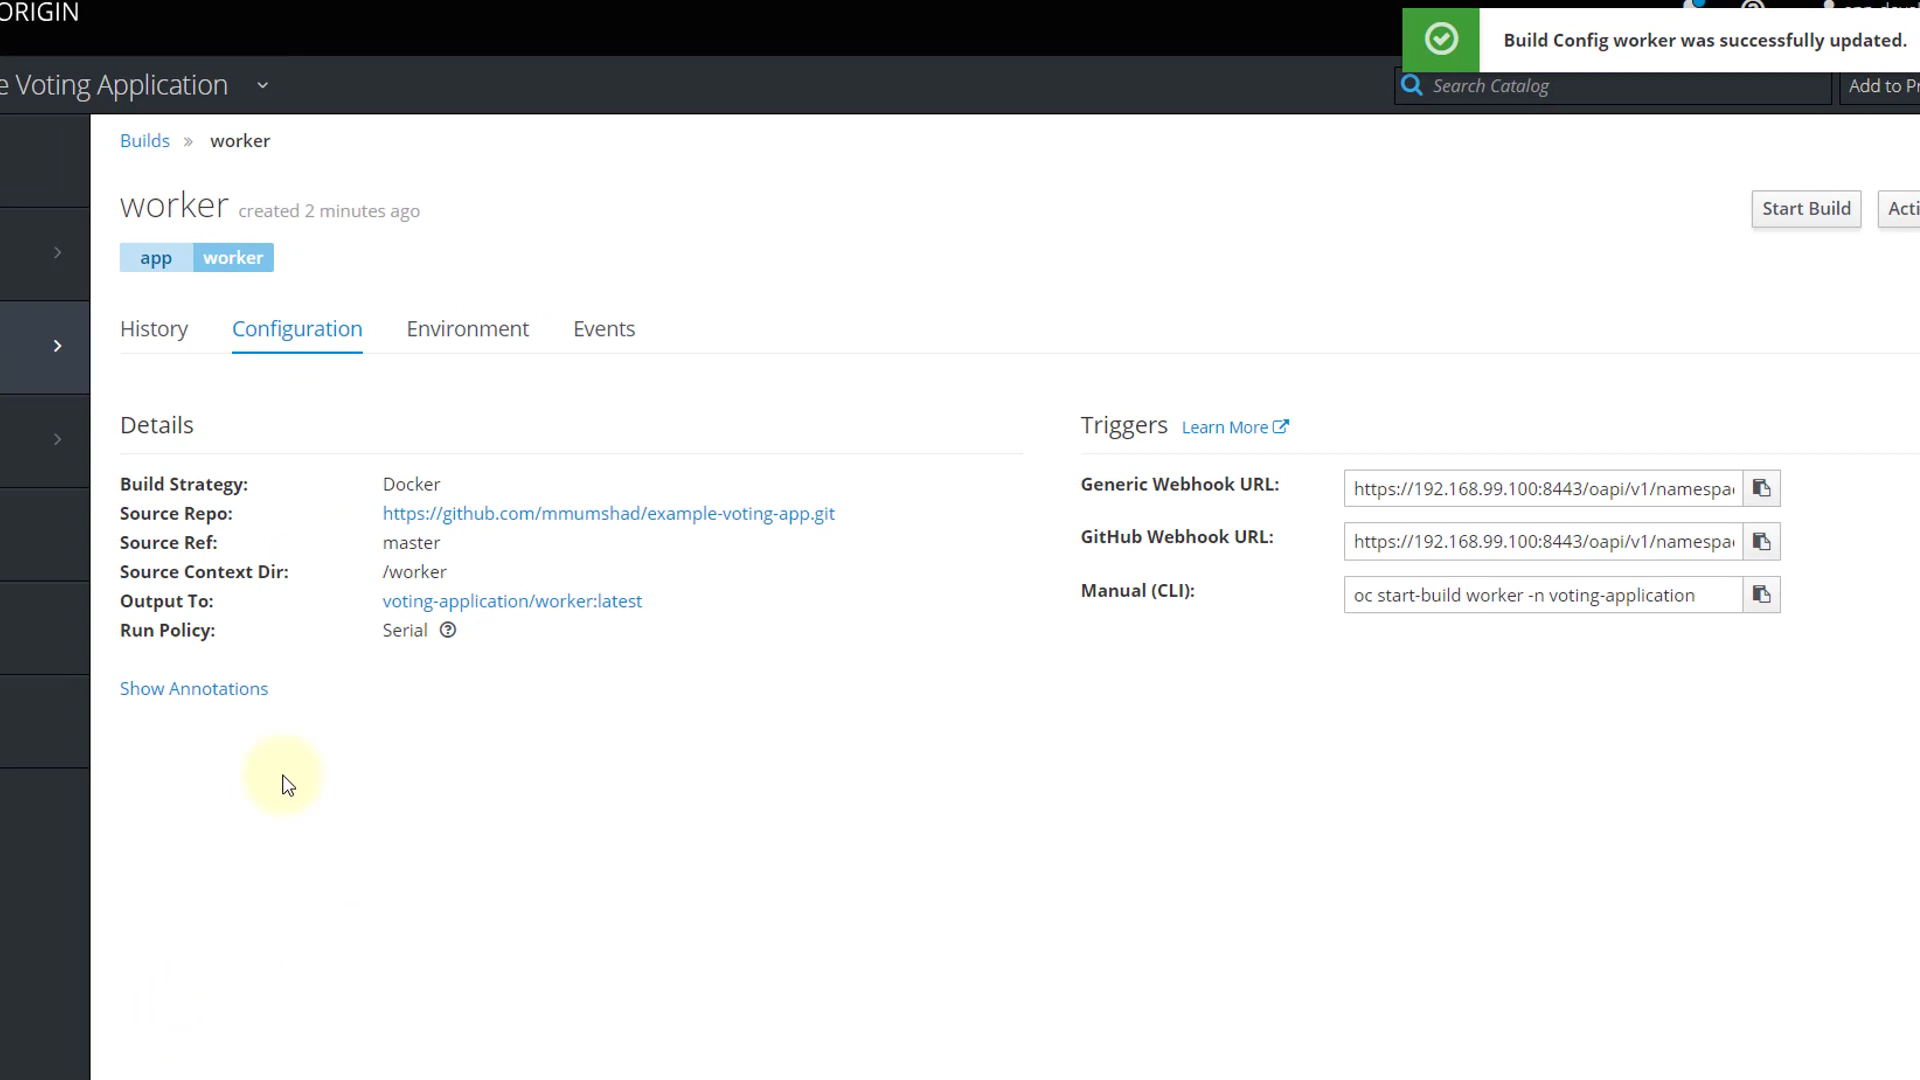 ORIGIN
Build Config worker was successfully updated.
e Voting Application
Search Catalog
Add to Pr
Builds » worker
worker created 2 minutes ago
app worker
Start Build
Acti
History Configuration Environment Events
Details
Build Strategy: Docker
Source Repo: https://github.com/mmumshad/example-voting-app.git
Source Ref: master
Source Context Dir: /worker
Output To: voting-application/worker:latest
Run Policy: Serial
Show Annotations
Triggers Learn More
Generic Webhook URL: https://192.168.99.100:8443/oapi/v1/namespa
GitHub Webhook URL: https://192.168.99.100:8443/oapi/v1/namespa
Manual (CLI): oc start-build worker -n voting-application